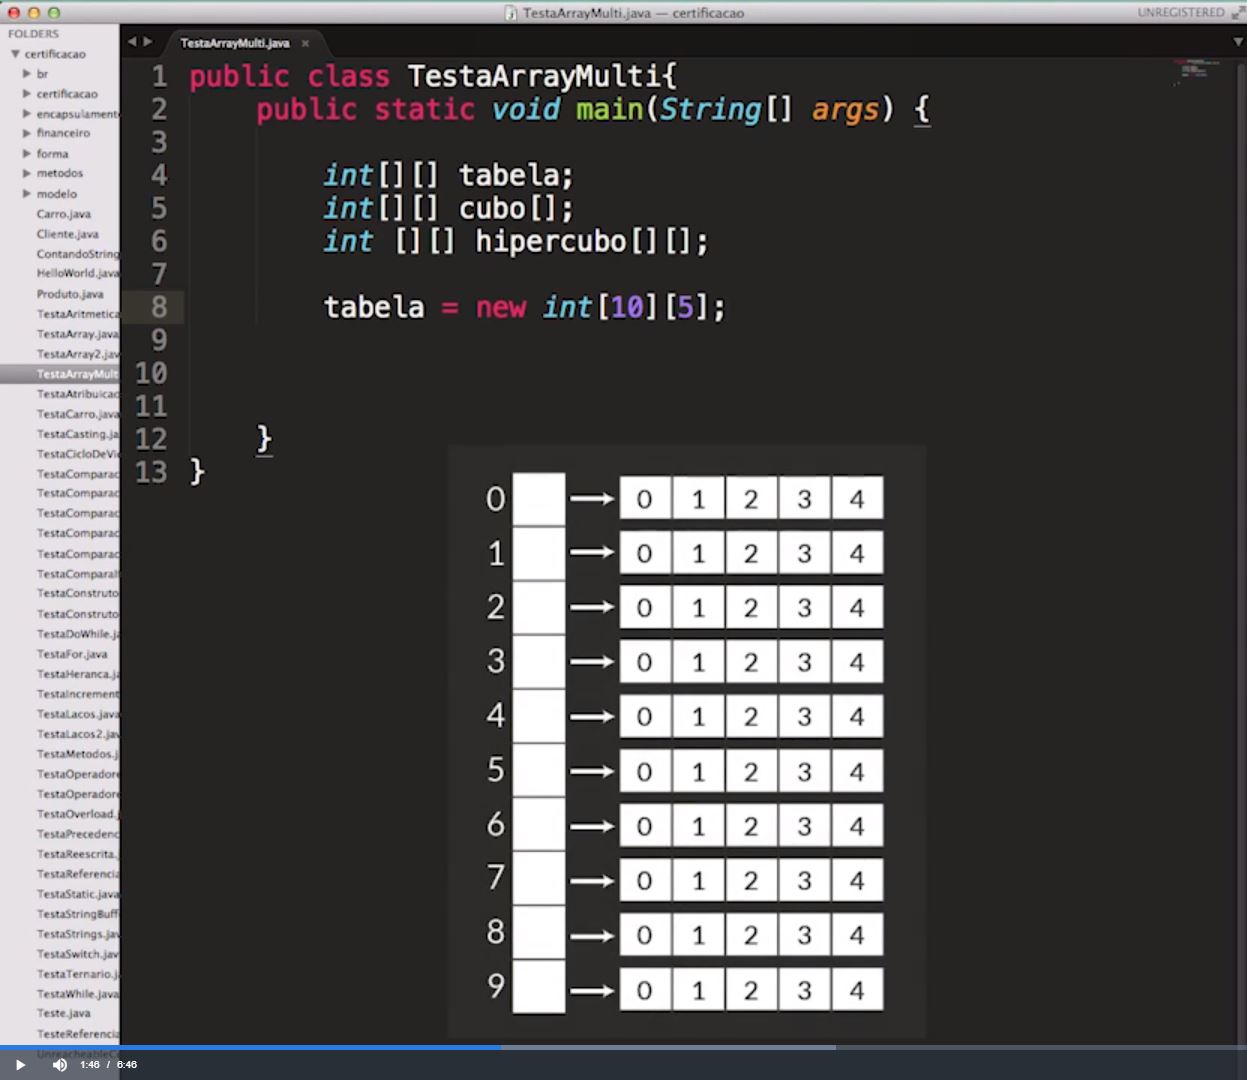 TestaArrayMulti.java — certificacao
UNREGISTERED
FOLDERS
certificacao
br
certificacao
encapsulament
financeiro
forma
metodos
modelo
Carro.java
Cliente.java
ContandoString
HelloWorld.java
Produto.java
TestaAritmetica
TestaArray.java
TestaArray2.jav
TestaArrayMult
TestaAtribuicao
TestaCarro.java
TestaCasting.ja
TestaCicloDeVi
TestaComparac
TestaComparac
TestaComparac
TestaComparac
TestaComparac
TestaComparaI
TestaConstruto
TestaConstruto
TestaDoWhile.ja
TestaFor.java
TestaHeranca.ja
TestaIncrement
TestaLacos.java
TestaLacos2.jav
TestaMetodos.j
TestaOperadore
TestaOperadore
TestaOverload.j
TestaPrecedenc
TestaReescrita.
TestaReferencia
TestaStatic.java
TestaStringBuff
TestaStrings.jav
TestaSwitch.jav
TestaTernario.j
TestaWhile.java
Teste.java
TesteReferencia
UnreacheableCo
TestaArrayMulti.java ×
1 public class TestaArrayMulti{
2 public static void main(String[] args) {
3
4 int[][] tabela;
5 int[][] cubo[];
6 int [][] hipercubo[][];
7
8 tabela = new int[10][5];
9
10
11
12 }
13 }
0 0 1 2 3 4
1 0 1 2 3 4
2 0 1 2 3 4
3 0 1 2 3 4
4 0 1 2 3 4
5 0 1 2 3 4
6 0 1 2 3 4
7 0 1 2 3 4
8 0 1 2 3 4
9 0 1 2 3 4
1:46 / 6:46